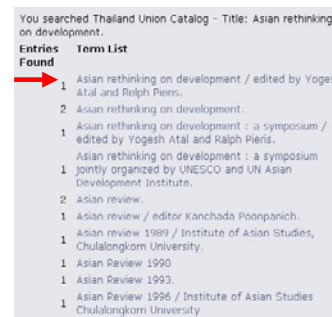 You searched Thailand Union Catalog - Title: Asian rethinking
on development.
Entries Term List
Found
1 Asian rethinking on development / edited by Yoges
Atal and Relph Pieris.
2 Asian rethinking on development.
1 Asian rethinking on development : a symposium /
edited by Yogesh Atal and Ralph Pieris.
Asian rethinking on development : a symposium
1 jointly organized by UNESCO and UN Asian
Development Institute.
2 Asian review.
1 Asian review / editor Kanchada Poonpanich.
1 Asian review 1989 / Institute of Asian Studies,
Chulalongkorn University.
1 Asian Review 1990
1 Asian Review 1993.
1 Asian Review 1996 / Institute of Asian Studies
Chulalongkorn University